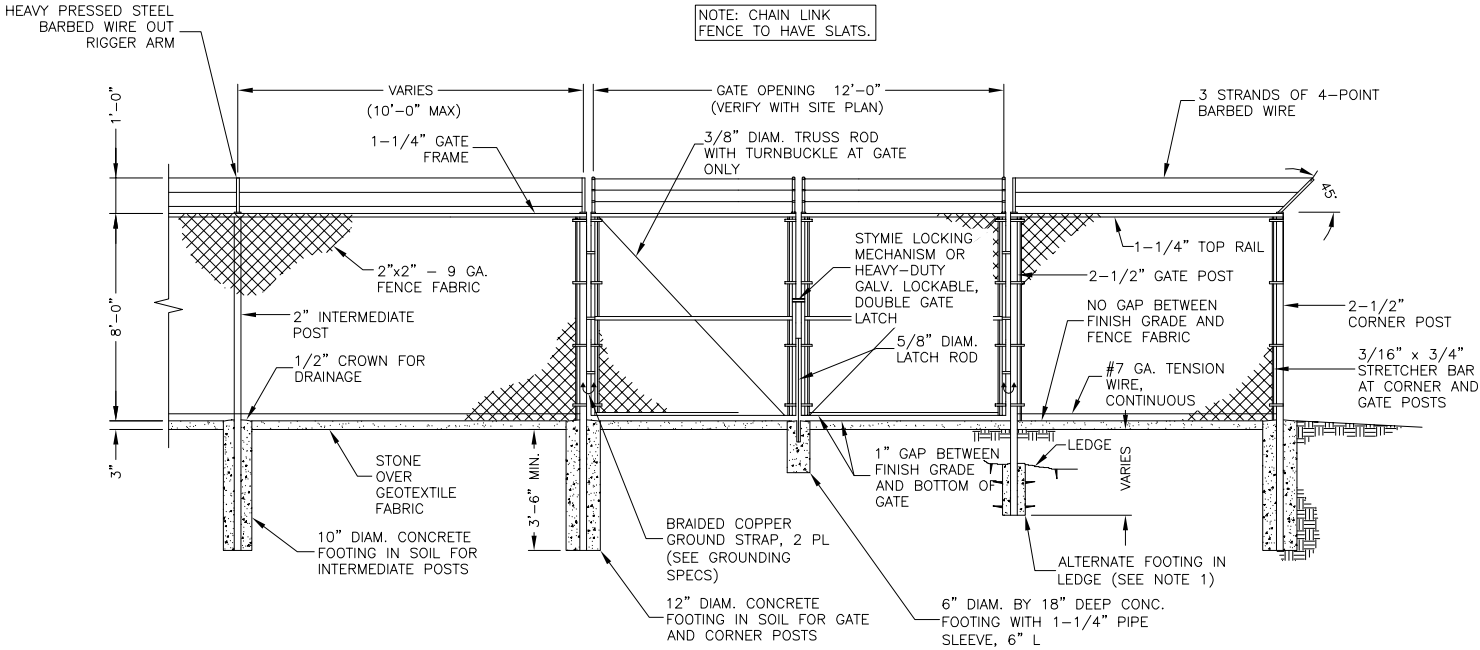 HEAVY PRESSED STEEL
BARBED WIRE OUT
RIGGER ARM
NOTE: CHAIN LINK
FENCE TO HAVE SLATS.
1'-0"
VARIES
(10'-0" MAX)
GATE OPENING 12'-0"
(VERIFY WITH SITE PLAN)
3 STRANDS OF 4-POINT
BARBED WIRE
1-1/4" GATE
FRAME
3/8" DIAM. TRUSS ROD
WITH TURNBUCKLE AT GATE
ONLY
45°
8'-0"
2"x2" - 9 GA.
FENCE FABRIC
STYMIE LOCKING
MECHANISM OR
HEAVY-DUTY
GALV. LOCKABLE,
DOUBLE GATE
LATCH
1-1/4" TOP RAIL
2-1/2" GATE POST
2" INTERMEDIATE
POST
NO GAP BETWEEN
FINISH GRADE AND
FENCE FABRIC
2-1/2"
CORNER POST
1/2" CROWN FOR
DRAINAGE
5/8" DIAM.
LATCH ROD
#7 GA. TENSION
WIRE,
CONTINUOUS
3/16" x 3/4"
STRETCHER BAR
AT CORNER AND
GATE POSTS
3"
STONE
OVER
GEOTEXTILE
FABRIC
3'-6" MIN.
1" GAP BETWEEN
FINISH GRADE
AND BOTTOM OF
GATE
LEDGE
VARIES
10" DIAM. CONCRETE
FOOTING IN SOIL FOR
INTERMEDIATE POSTS
BRAIDED COPPER
GROUND STRAP, 2 PL
(SEE GROUNDING
SPECS)
ALTERNATE FOOTING IN
LEDGE (SEE NOTE 1)
12" DIAM. CONCRETE
FOOTING IN SOIL FOR GATE
AND CORNER POSTS
6" DIAM. BY 18" DEEP CONC.
FOOTING WITH 1-1/4" PIPE
SLEEVE, 6" L